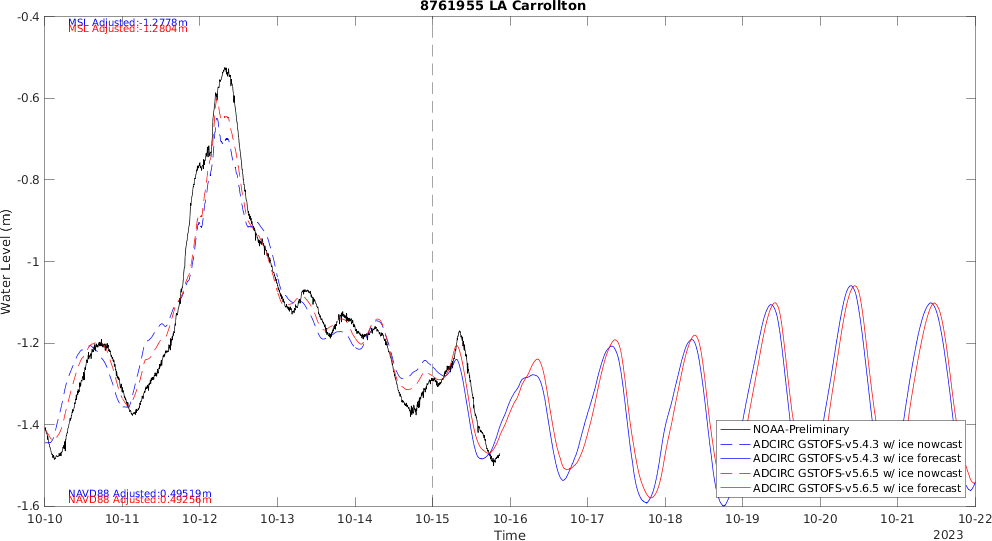 8761955 LA Carrollton
MSL Adjusted:-1.2778m
MSL Adjusted:-1.2804m
-0.4
-0.6
-0.8
-1
-1.2
-1.4
-1.6
Water Level (m)
NOAA-Preliminary
ADCIRC GSTOFS-v5.4.3 w/ ice nowcast
ADCIRC GSTOFS-v5.4.3 w/ ice forecast
ADCIRC GSTOFS-v5.6.5 w/ ice nowcast
ADCIRC GSTOFS-v5.6.5 w/ ice forecast
NAVD88 Adjusted:0.49519m
NAVD88 Adjusted:0.49256m
10-10 10-11 10-12 10-13 10-14 10-15 10-16 10-17 10-18 10-19 10-20 10-21 10-22
Time
2023